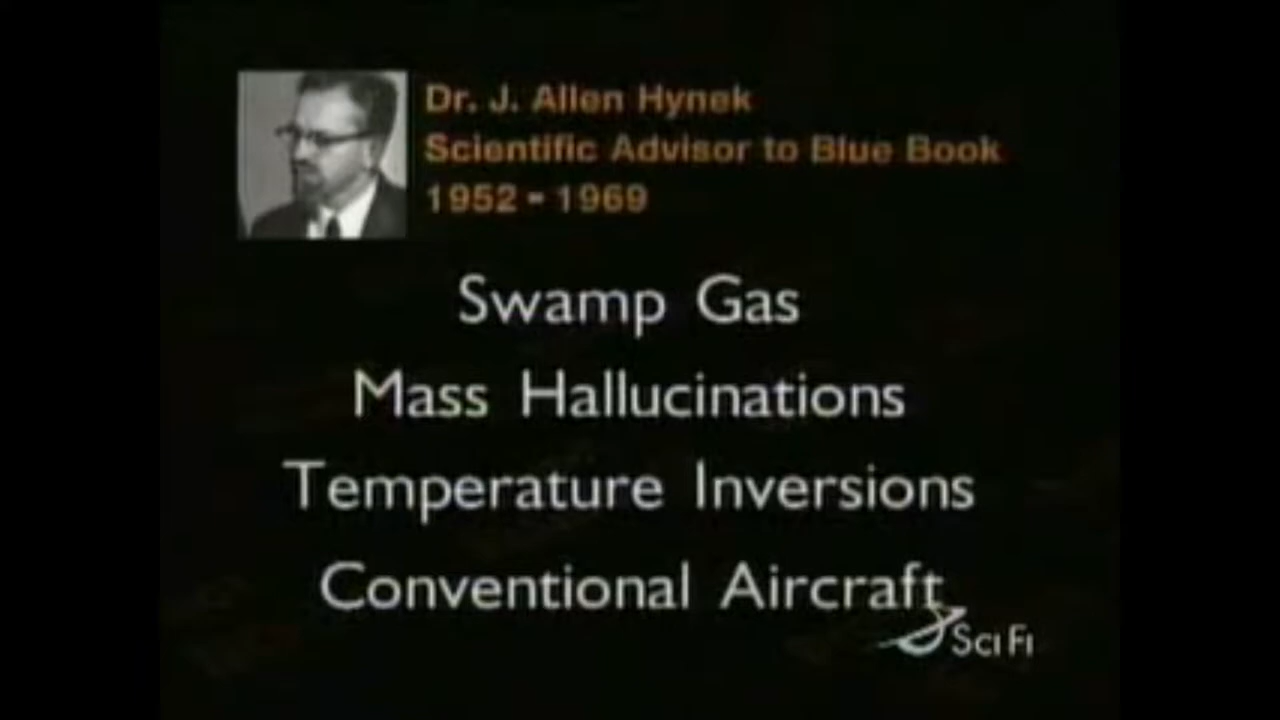 Dr. J. Allen Hynek
Scientific Advisor to Blue Book
1952 - 1969
Swamp Gas
Mass Hallucinations
Temperature Inversions
Conventional Aircraft
Sci Fi